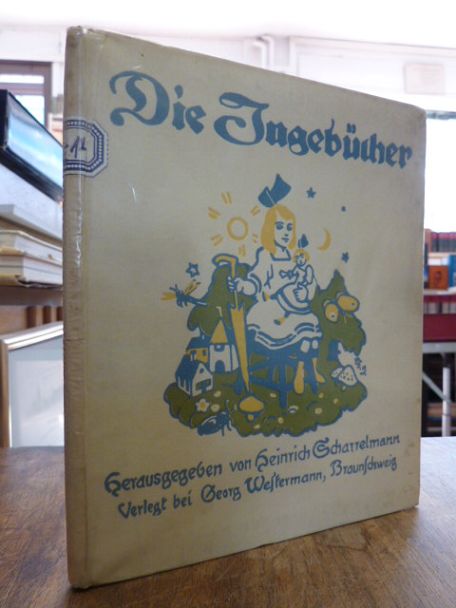 Die Ingebücher
Herausgegeben von Heinrich Scharrelmann
Verlegt bei Georg Westermann, Braunschweig